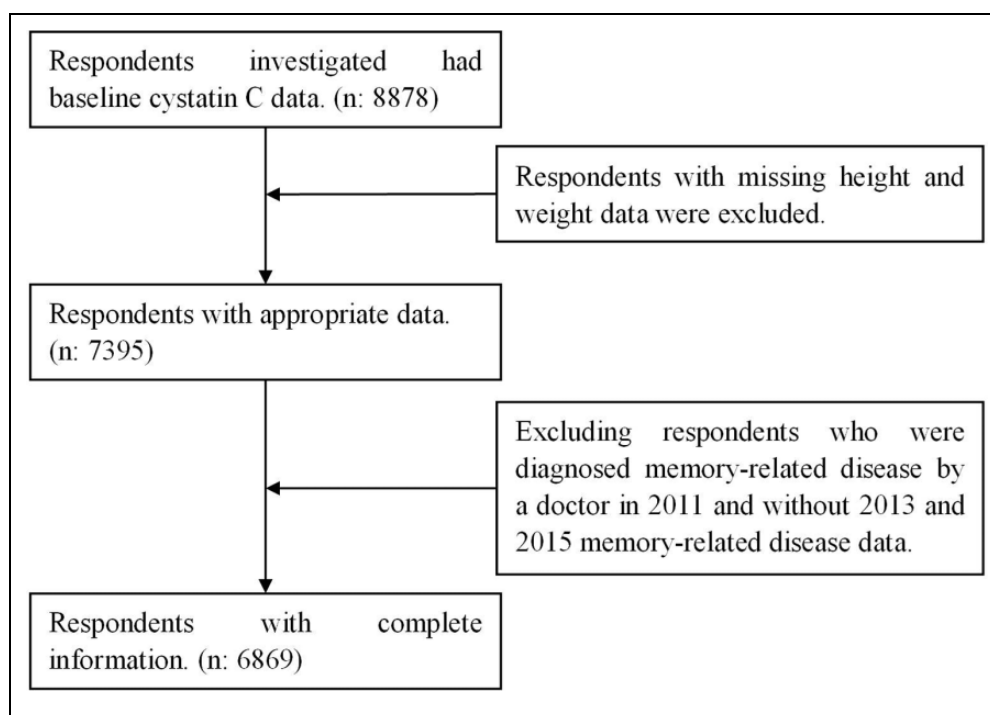 Respondents investigated had
baseline cystatin C data. (n: 8878)
Respondents with missing height and
weight data were excluded.
Respondents with appropriate data.
(n: 7395)
Excluding respondents who were
diagnosed memory-related disease by
a doctor in 2011 and without 2013 and
2015 memory-related disease data.
Respondents with complete
information. (n: 6869)